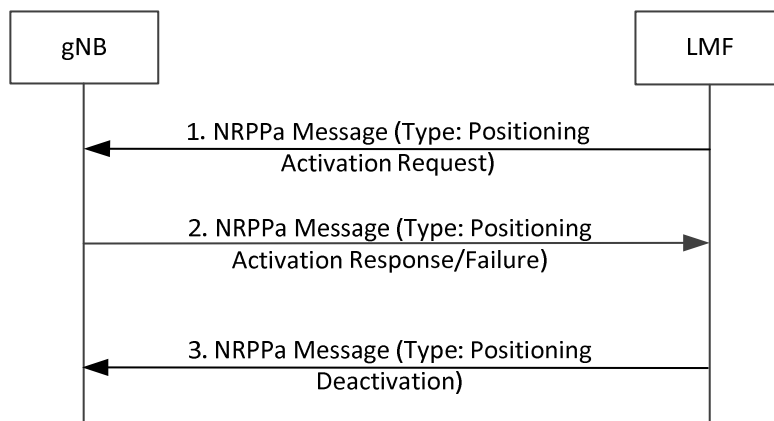 gNB
LMF
1. NRPPa Message (Type: Positioning
Activation Request)
2. NRPPa Message (Type: Positioning
Activation Response/Failure)
3. NRPPa Message (Type: Positioning
Deactivation)